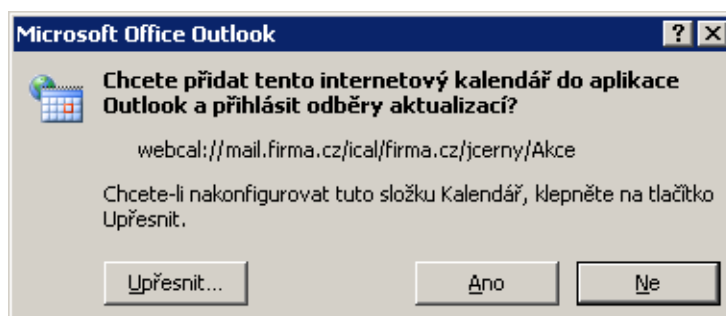 Microsoft Office Outlook
Chcete přidat tento internetový kalendář do aplikace
Outlook a přihlásit odběry aktualizací?
webcal://mail.firma.cz/ical/firma.cz/jcerny/Akce
Chcete-li nakonfigurovat tuto složku Kalendář, klepněte na tlačítko
Upřesnit.
Upřesnit... Ano Ne